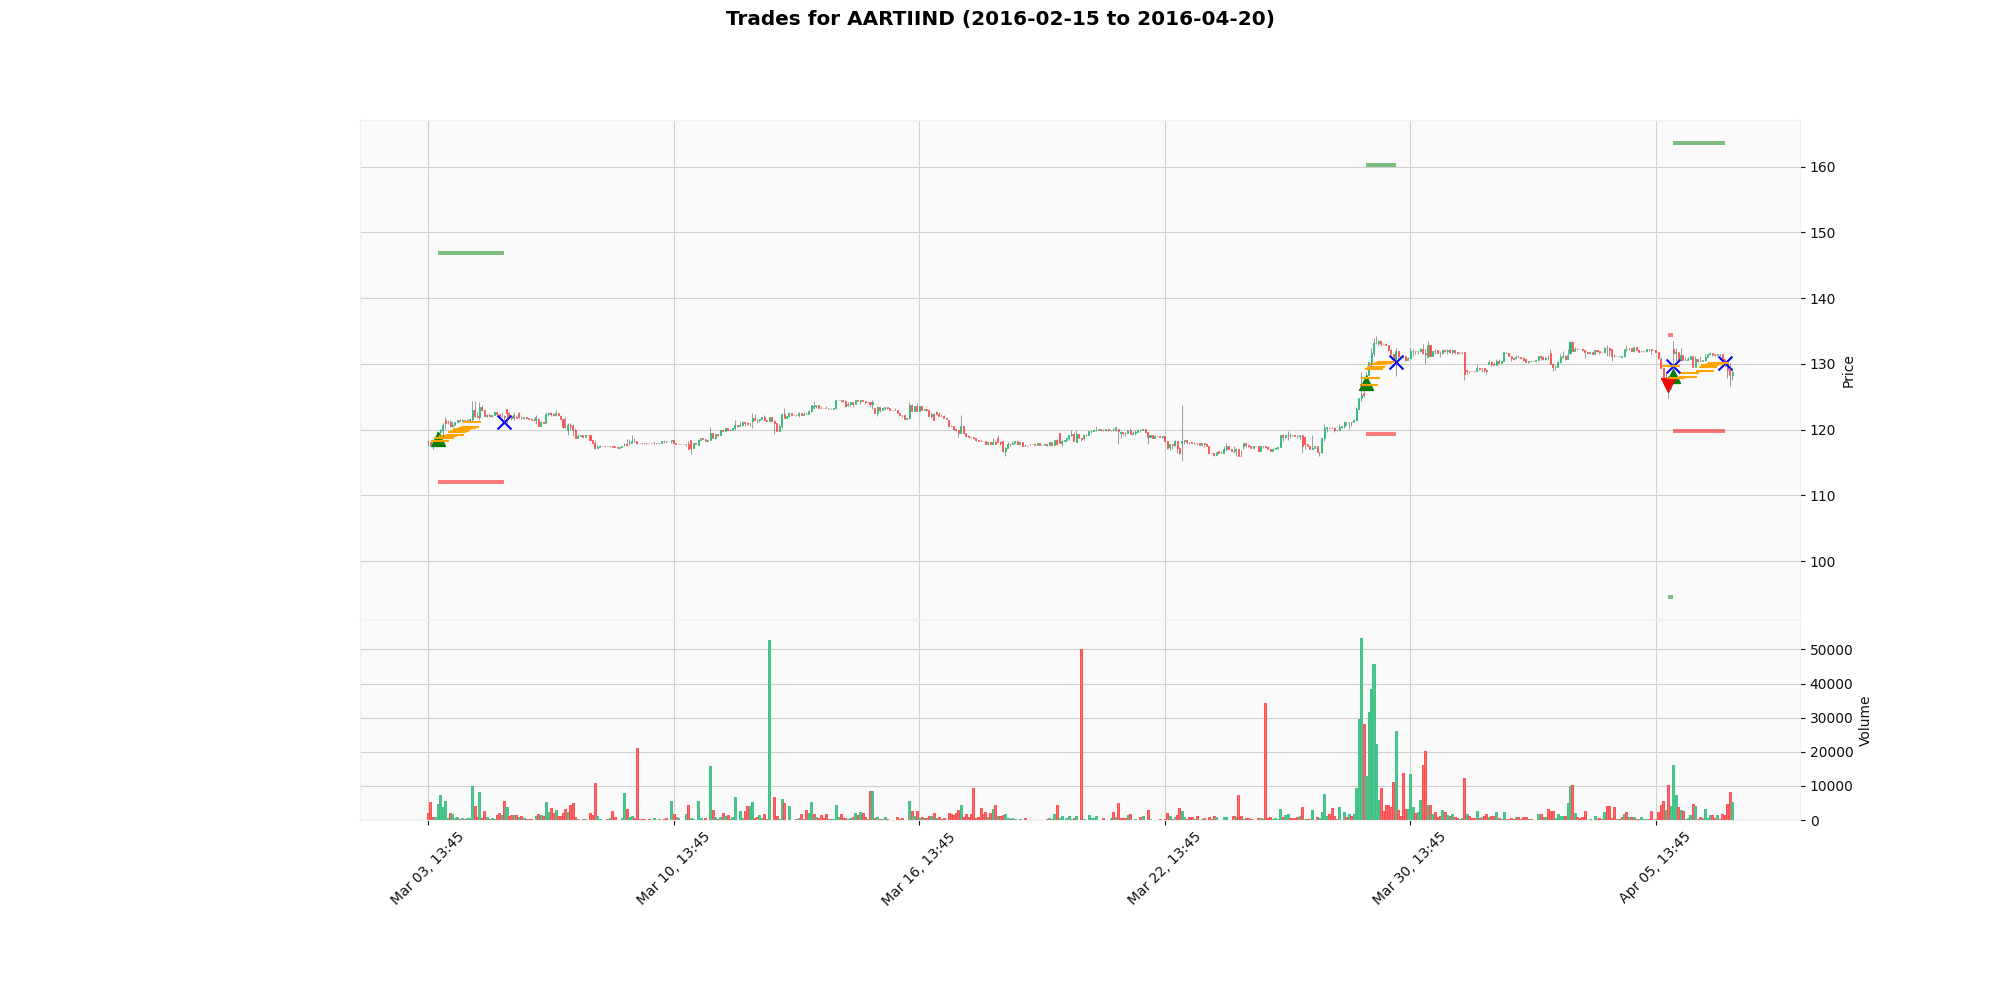 Trades for AARTIIND (2016-02-15 to 2016-04-20)
160
150
140
130
120
110
100
Price
50000
40000
30000
20000
10000
0
Volume
Mar 03, 13:45
Mar 10, 13:45
Mar 16, 13:45
Mar 22, 13:45
Mar 30, 13:45
Apr 05, 13:45